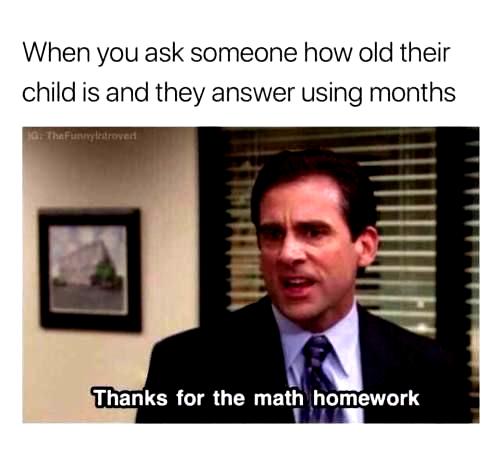 When you ask someone how old their
child is and they answer using months
IG: TheFunnyIntrovert
Thanks for the math homework